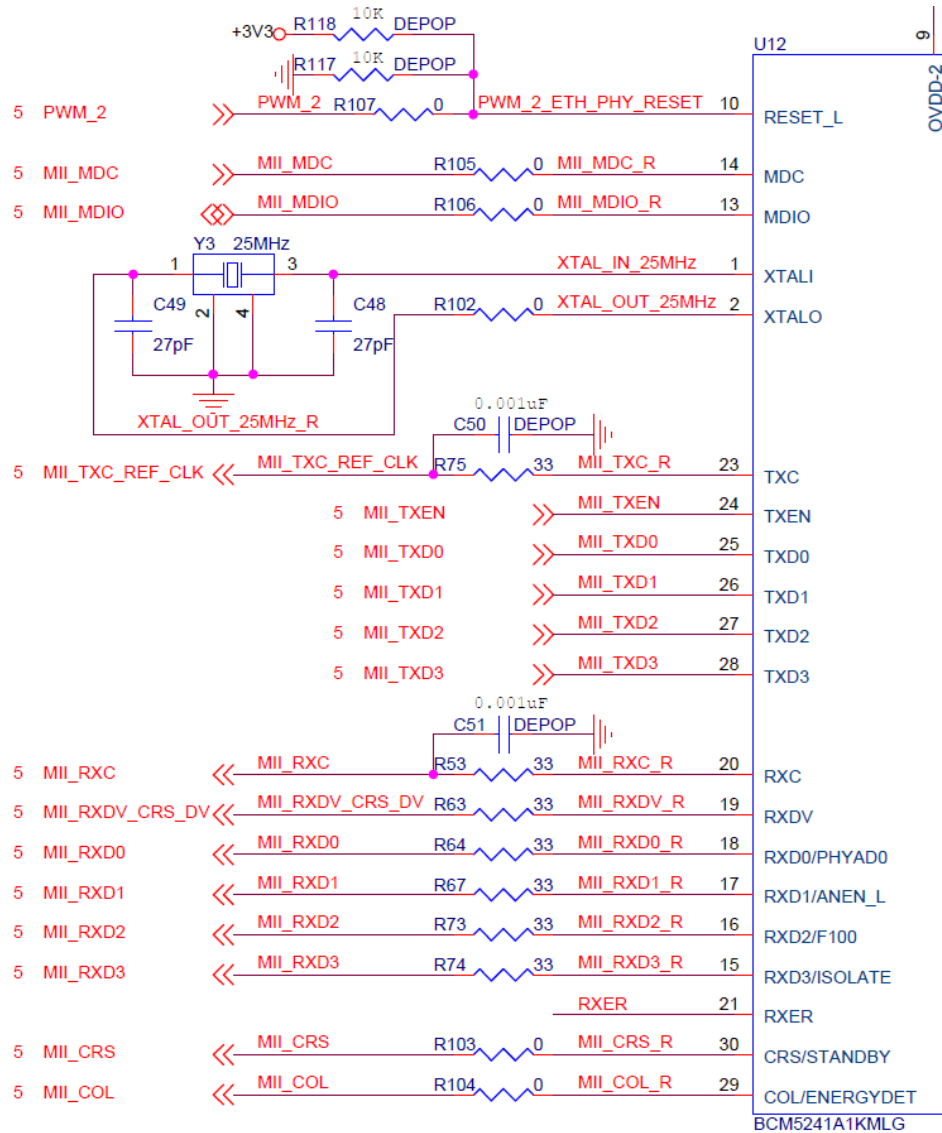 R118 10K DEPOP
+3V3
U12
9
OVDD-2
R117 10K DEPOP
5 PWM_2 PWM_2 R107 0 PWM_2_ETH_PHY_RESET 10 RESET_L
5 MII_MDC MII_MDC R105 0 MII_MDC_R 14 MDC
5 MII_MDIO MII_MDIO R106 0 MII_MDIO_R 13 MDIO
Y3 25MHz
1 3 XTAL_IN_25MHz 1 XTALI
C49 2 4 C48 R102 0 XTAL_OUT_25MHz 2 XTALO
27pF 27pF
XTAL_OUT_25MHz_R
0.001uF
C50 DEPOP
5 MII_TXC_REF_CLK MII_TXC_REF_CLK R75 33 MII_TXC_R 23 TXC
5 MII_TXEN MII_TXEN 24 TXEN
5 MII_TXD0 MII_TXD0 25 TXD0
5 MII_TXD1 MII_TXD1 26 TXD1
5 MII_TXD2 MII_TXD2 27 TXD2
5 MII_TXD3 MII_TXD3 28 TXD3
0.001uF
C51 DEPOP
5 MII_RXC MII_RXC R53 33 MII_RXC_R 20 RXC
5 MII_RXDV_CRS_DV MII_RXDV_CRS_DV R63 33 MII_RXDV_R 19 RXDV
5 MII_RXD0 MII_RXD0 R64 33 MII_RXD0_R 18 RXD0/PHYAD0
5 MII_RXD1 MII_RXD1 R67 33 MII_RXD1_R 17 RXD1/ANEN_L
5 MII_RXD2 MII_RXD2 R73 33 MII_RXD2_R 16 RXD2/F100
5 MII_RXD3 MII_RXD3 R74 33 MII_RXD3_R 15 RXD3/ISOLATE
RXER 21 RXER
5 MII_CRS MII_CRS R103 0 MII_CRS_R 30 CRS/STANDBY
5 MII_COL MII_COL R104 0 MII_COL_R 29 COL/ENERGYDET
BCM5241A1KMLG